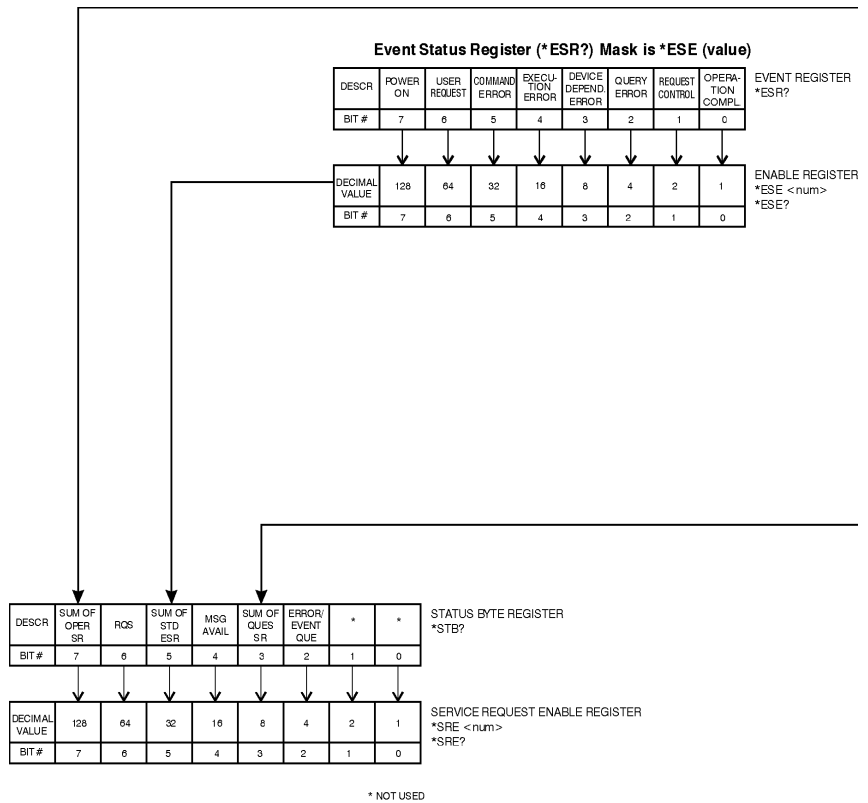 Event Status Register (*ESR?) Mask is *ESE (value)
DESCR POWER ON USER REQUEST COMMAND ERROR EXECU- TION ERROR DEVICE DEPEND. ERROR QUERY ERROR REQUEST CONTROL OPERA- TION COMPL.
EVENT REGISTER
*ESR?
BIT # 7 6 5 4 3 2 1 0
DECIMAL VALUE 128 64 32 16 8 4 2 1
ENABLE REGISTER
*ESE <num>
*ESE?
BIT # 7 6 5 4 3 2 1 0
DESCR SUM OF OPER SR RQS SUM OF STD ESR MSG AVAIL SUM OF QUES SR ERROR/ EVENT QUE * *
STATUS BYTE REGISTER
*STB?
BIT # 7 6 5 4 3 2 1 0
DECIMAL VALUE 128 64 32 16 8 4 2 1
SERVICE REQUEST ENABLE REGISTER
*SRE <num>
*SRE?
BIT # 7 6 5 4 3 2 1 0
* NOT USED